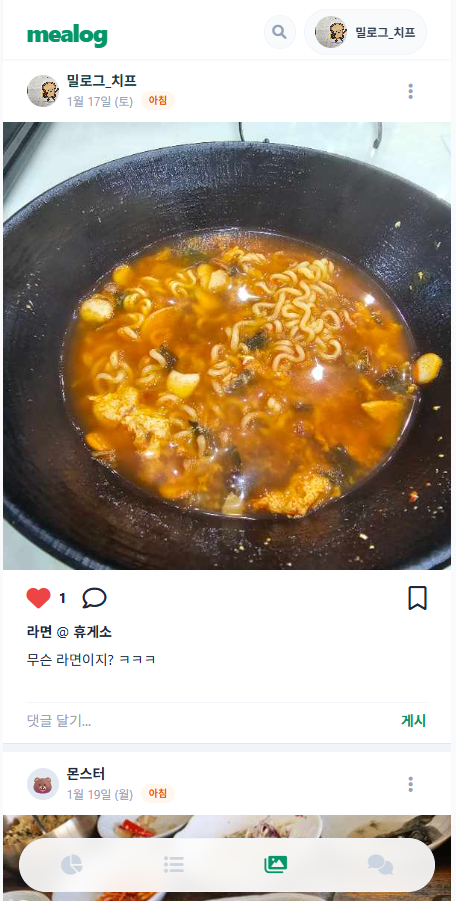 mealog
밀로그_치프
밀로그_치프
1월 17일 (토) 아침
1
라면 @ 휴게소
무슨 라면이지? ㅋㅋㅋ
댓글 달기...
게시
몬스터
1월 19일 (월) 아침